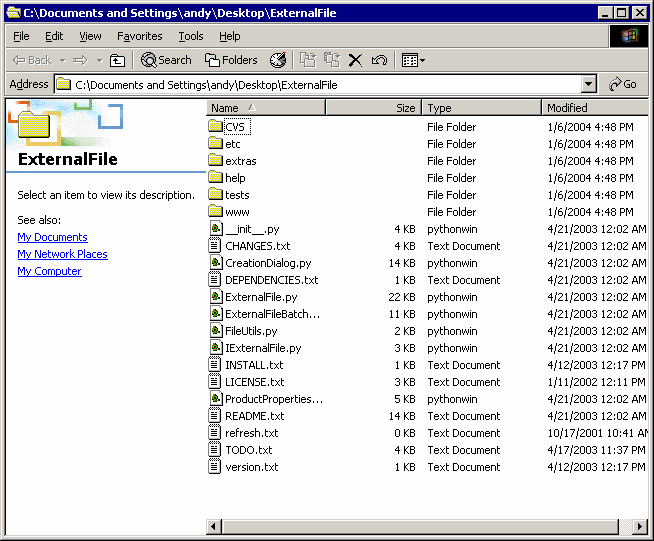 C:\Documents and Settings\andy\Desktop\ExternalFile
File Edit View Favorites Tools Help
Back Search Folders
Address C:\Documents and Settings\andy\Desktop\ExternalFile Go
ExternalFile
Select an item to view its description.
See also:
My Documents
My Network Places
My Computer
Name Size Type Modified
CVS File Folder 1/6/2004 4:48 PM
etc File Folder 1/6/2004 4:48 PM
extras File Folder 1/6/2004 4:48 PM
help File Folder 1/6/2004 4:48 PM
tests File Folder 1/6/2004 4:48 PM
www File Folder 1/6/2004 4:48 PM
__init__.py 4 KB pythonwin 4/21/2003 12:02 AM
CHANGES.txt 4 KB Text Document 4/21/2003 12:02 AM
CreationDialog.py 14 KB pythonwin 4/21/2003 12:02 AM
DEPENDENCIES.txt 1 KB Text Document 4/21/2003 12:02 AM
ExternalFile.py 22 KB pythonwin 4/21/2003 12:02 AM
ExternalFileBatch... 11 KB pythonwin 4/21/2003 12:02 AM
FileUtils.py 2 KB pythonwin 4/21/2003 12:02 AM
IExternalFile.py 3 KB pythonwin 4/21/2003 12:02 AM
INSTALL.txt 1 KB Text Document 4/12/2003 12:17 PM
LICENSE.txt 3 KB Text Document 1/11/2002 12:11 PM
ProductProperties... 5 KB pythonwin 4/21/2003 12:02 AM
README.txt 14 KB Text Document 4/21/2003 12:02 AM
refresh.txt 0 KB Text Document 10/17/2001 10:41 AM
TODO.txt 4 KB Text Document 4/17/2003 11:37 PM
version.txt 1 KB Text Document 4/12/2003 12:17 PM